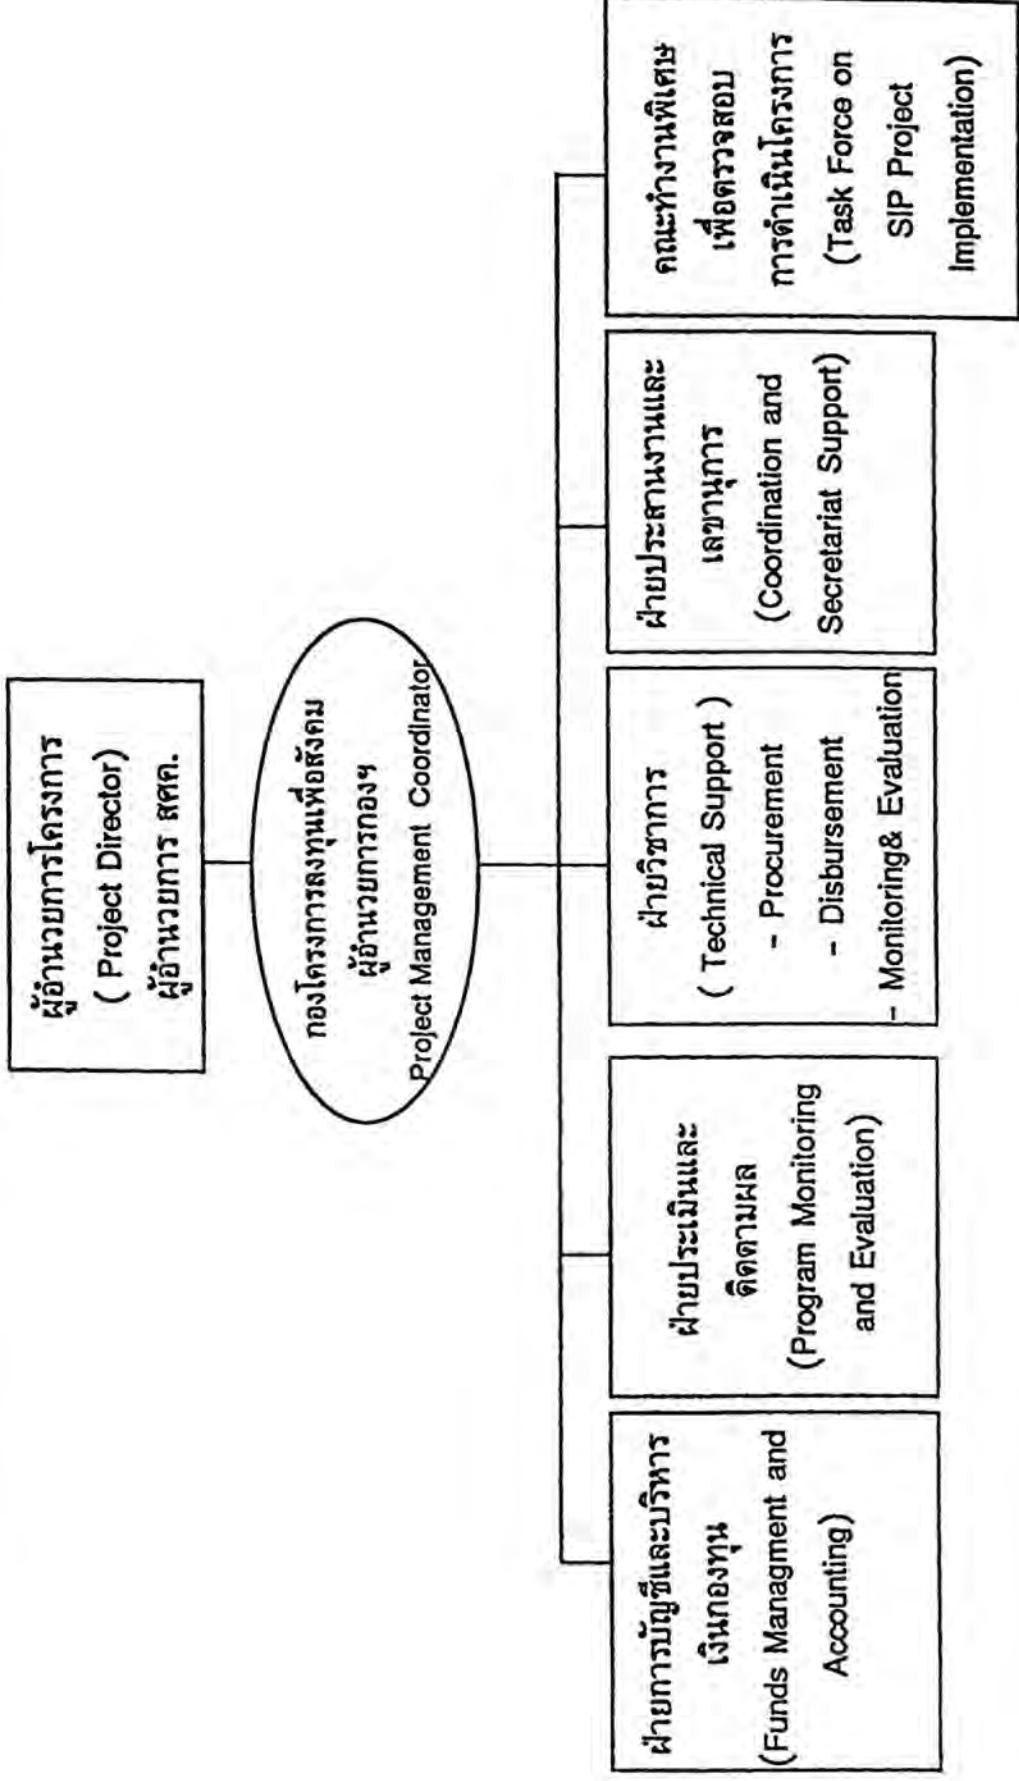 ผู้อำนวยการโครงการ
( Project Director)
ผู้อำนวยการ สศค.
กองโครงการลงทุนเพื่อสังคม
ผู้อำนวยการกองฯ
Project Management Coordinator
ฝ่ายการบัญชีและบริหาร
เงินกองทุน
(Funds Managment and
Accounting)
ฝ่ายประเมินและ
ติดตามผล
(Program Monitoring
and Evaluation)
ฝ่ายวิชาการ
( Technical Support )
- Procurement
- Disbursement
- Monitoring& Evaluation
ฝ่ายประสานงานและ
เลขานุการ
(Coordination and
Secretariat Support)
คณะทำงานพิเศษ
เพื่อตรวจสอบ
การดำเนินโครงการ
(Task Force on
SIP Project
Implementation)